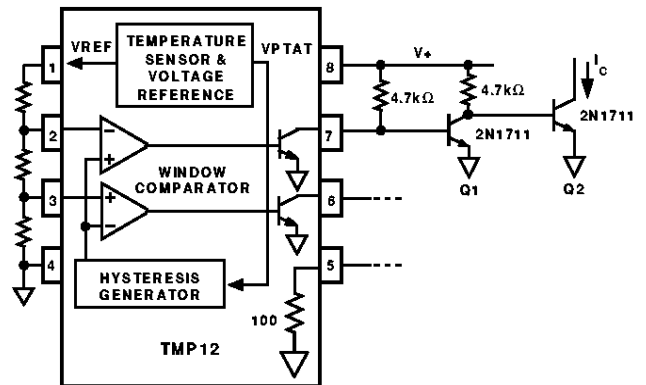 VREF
TEMPERATURE
SENSOR &
VOLTAGE
REFERENCE
VPTAT
1
8
V+
4.7kΩ
4.7kΩ
I C
2N1711
2
7
2N1711
Q1
Q2
−
+
WINDOW
COMPARATOR
3
6
+
−
4
5
HYSTERESIS
GENERATOR
100
TMP12